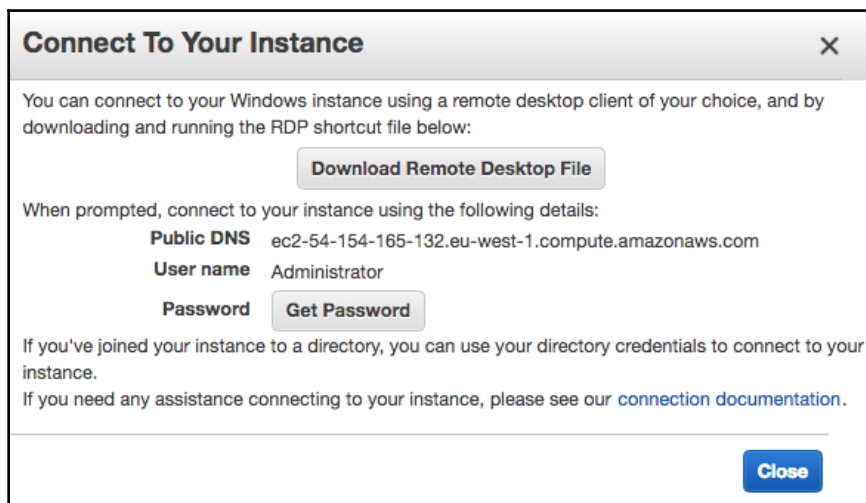 Connect To Your Instance
You can connect to your Windows instance using a remote desktop client of your choice, and by
downloading and running the RDP shortcut file below:
Download Remote Desktop File
When prompted, connect to your instance using the following details:
Public DNS ec2-54-154-165-132.eu-west-1.compute.amazonaws.com
User name Administrator
Password Get Password
If you've joined your instance to a directory, you can use your directory credentials to connect to your
instance.
If you need any assistance connecting to your instance, please see our connection documentation.
Close